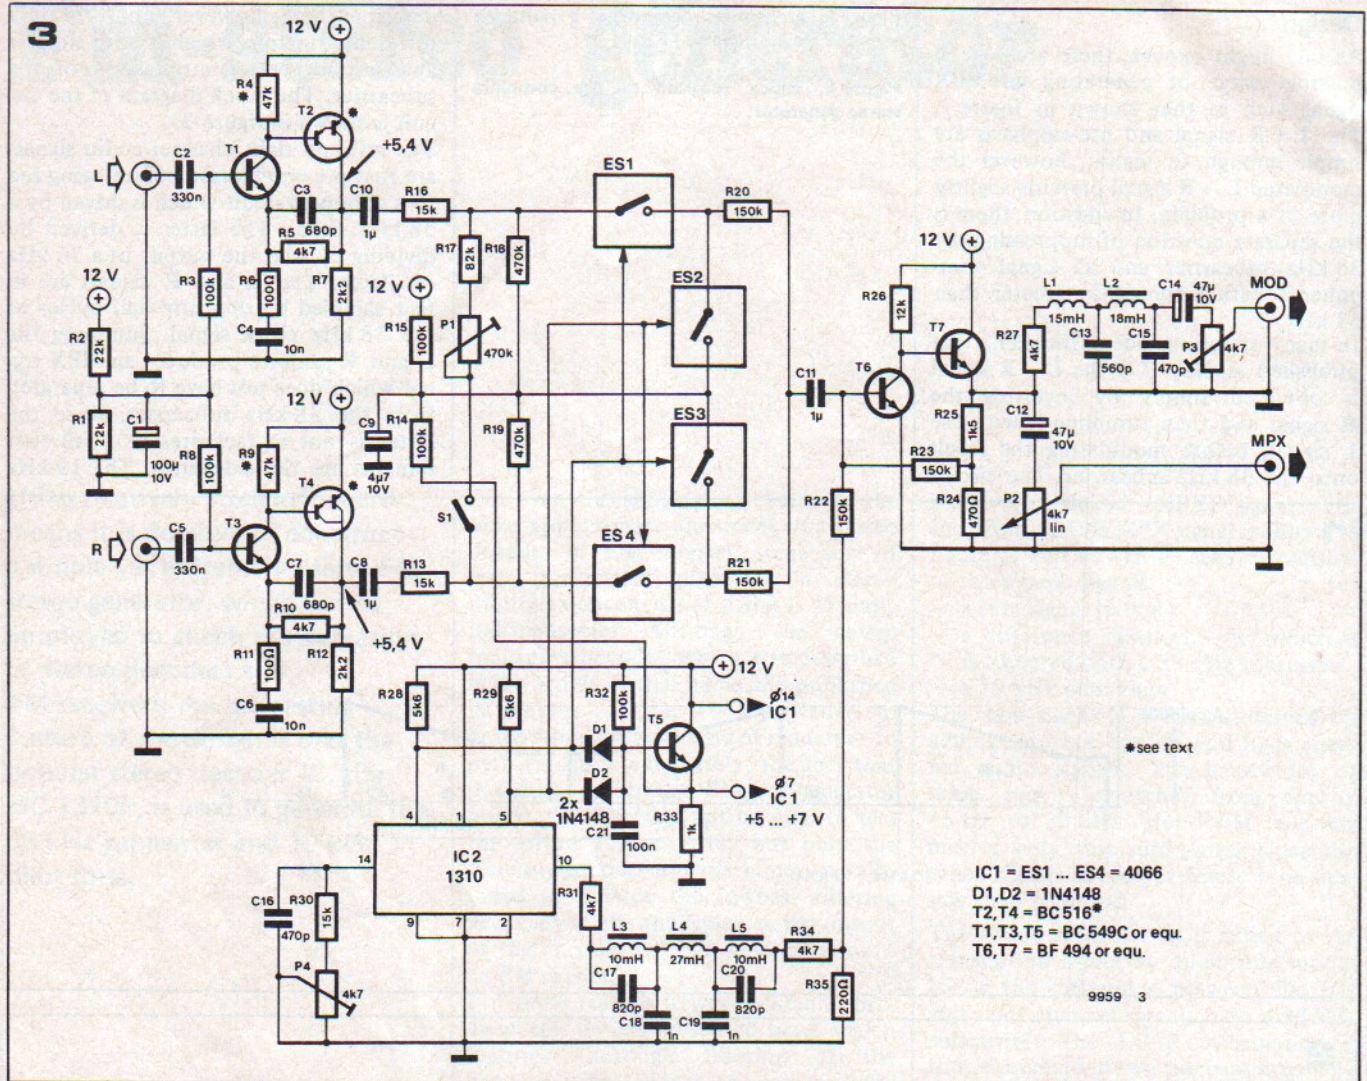 3
12 V
R4
47k
*
T2
*
+5,4 V
L
C2
330n
T1
C3
680p
C10
1µ
R16
15k
R5
4k7
R3
100k
R6
100Ω
R7
2k2
C4
10n
12 V
R2
22k
R1
22k
C1
100µ
10V
R8
100k
12 V
R9
*
47k
T4
*
R
C5
330n
T3
C7
680p
C8
1µ
R13
15k
R10
4k7
R11
100Ω
R12
2k2
+5,4 V
C6
10n
R17
82k
R18
470k
12 V
R15
100k
P1
470k
C9
4µ7
10V
R14
100k
R19
470k
S1
ES1
ES2
ES3
ES4
R20
150k
R21
150k
C11
1µ
12 V
R26
12k
T7
T6
R25
1k5
R23
150k
R22
150k
R24
470Ω
R27
4k7
C12
47µ
10V
P2
4k7
lin
L1
15mH
L2
18mH
C13
560p
C15
470p
C14
47µ
10V
P3
4k7
MOD
MPX
R28
5k6
R29
5k6
R32
100k
12 V
T5
14
IC1
7
IC1
+5 ... +7 V
D1
D2
2x
1N4148
C21
100n
R33
1k
4
1
5
14
IC2
1310
10
9
7
2
C16
470p
R30
15k
P4
4k7
R31
4k7
L3
10mH
L4
27mH
L5
10mH
R34
4k7
C17
820p
C20
820p
C18
1n
C19
1n
R35
220Ω
*see text
IC1 = ES1 ... ES4 = 4066
D1,D2 = 1N4148
T2,T4 = BC 516*
T1,T3,T5 = BC 549C or equ.
T6, T7 = BF 494 or equ.
9959 3